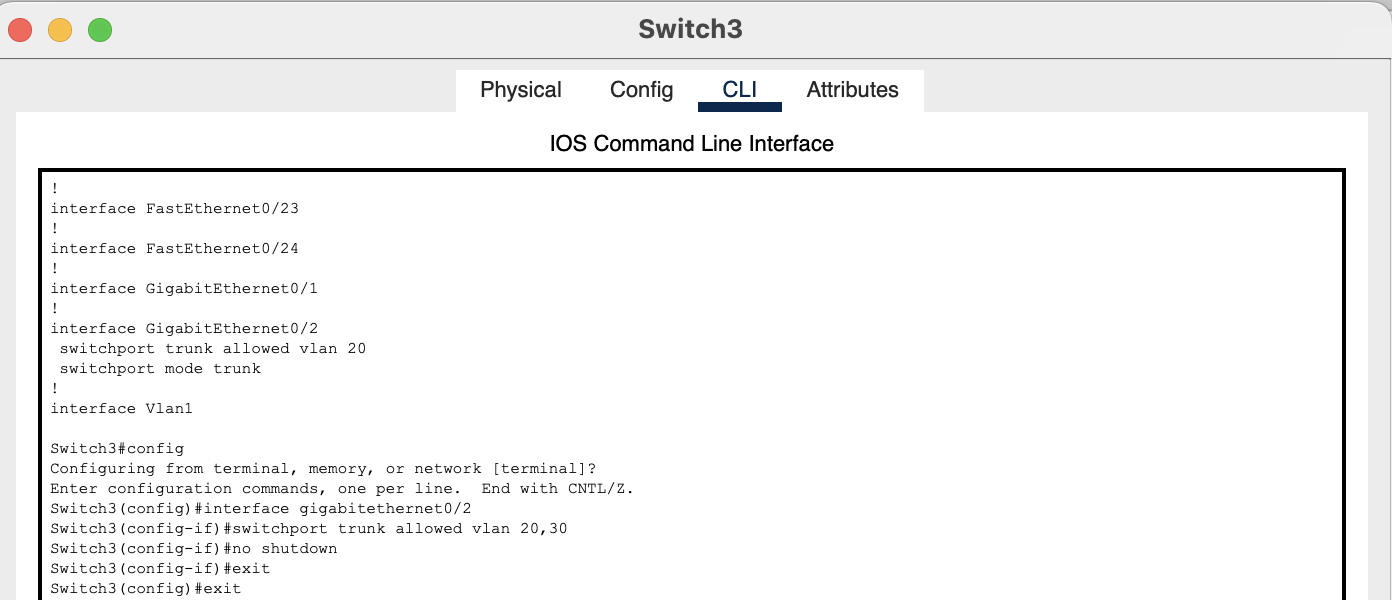 Switch3
Physical Config CLI Attributes
IOS Command Line Interface
!
interface FastEthernet0/23
!
interface FastEthernet0/24
!
interface GigabitEthernet0/1
!
interface GigabitEthernet0/2
 switchport trunk allowed vlan 20
 switchport mode trunk
!
interface Vlan1

Switch3#config
Configuring from terminal, memory, or network [terminal]?
Enter configuration commands, one per line.  End with CNTL/Z.
Switch3(config)#interface gigabitethernet0/2
Switch3(config-if)#switchport trunk allowed vlan 20,30
Switch3(config-if)#no shutdown
Switch3(config-if)#exit
Switch3(config)#exit